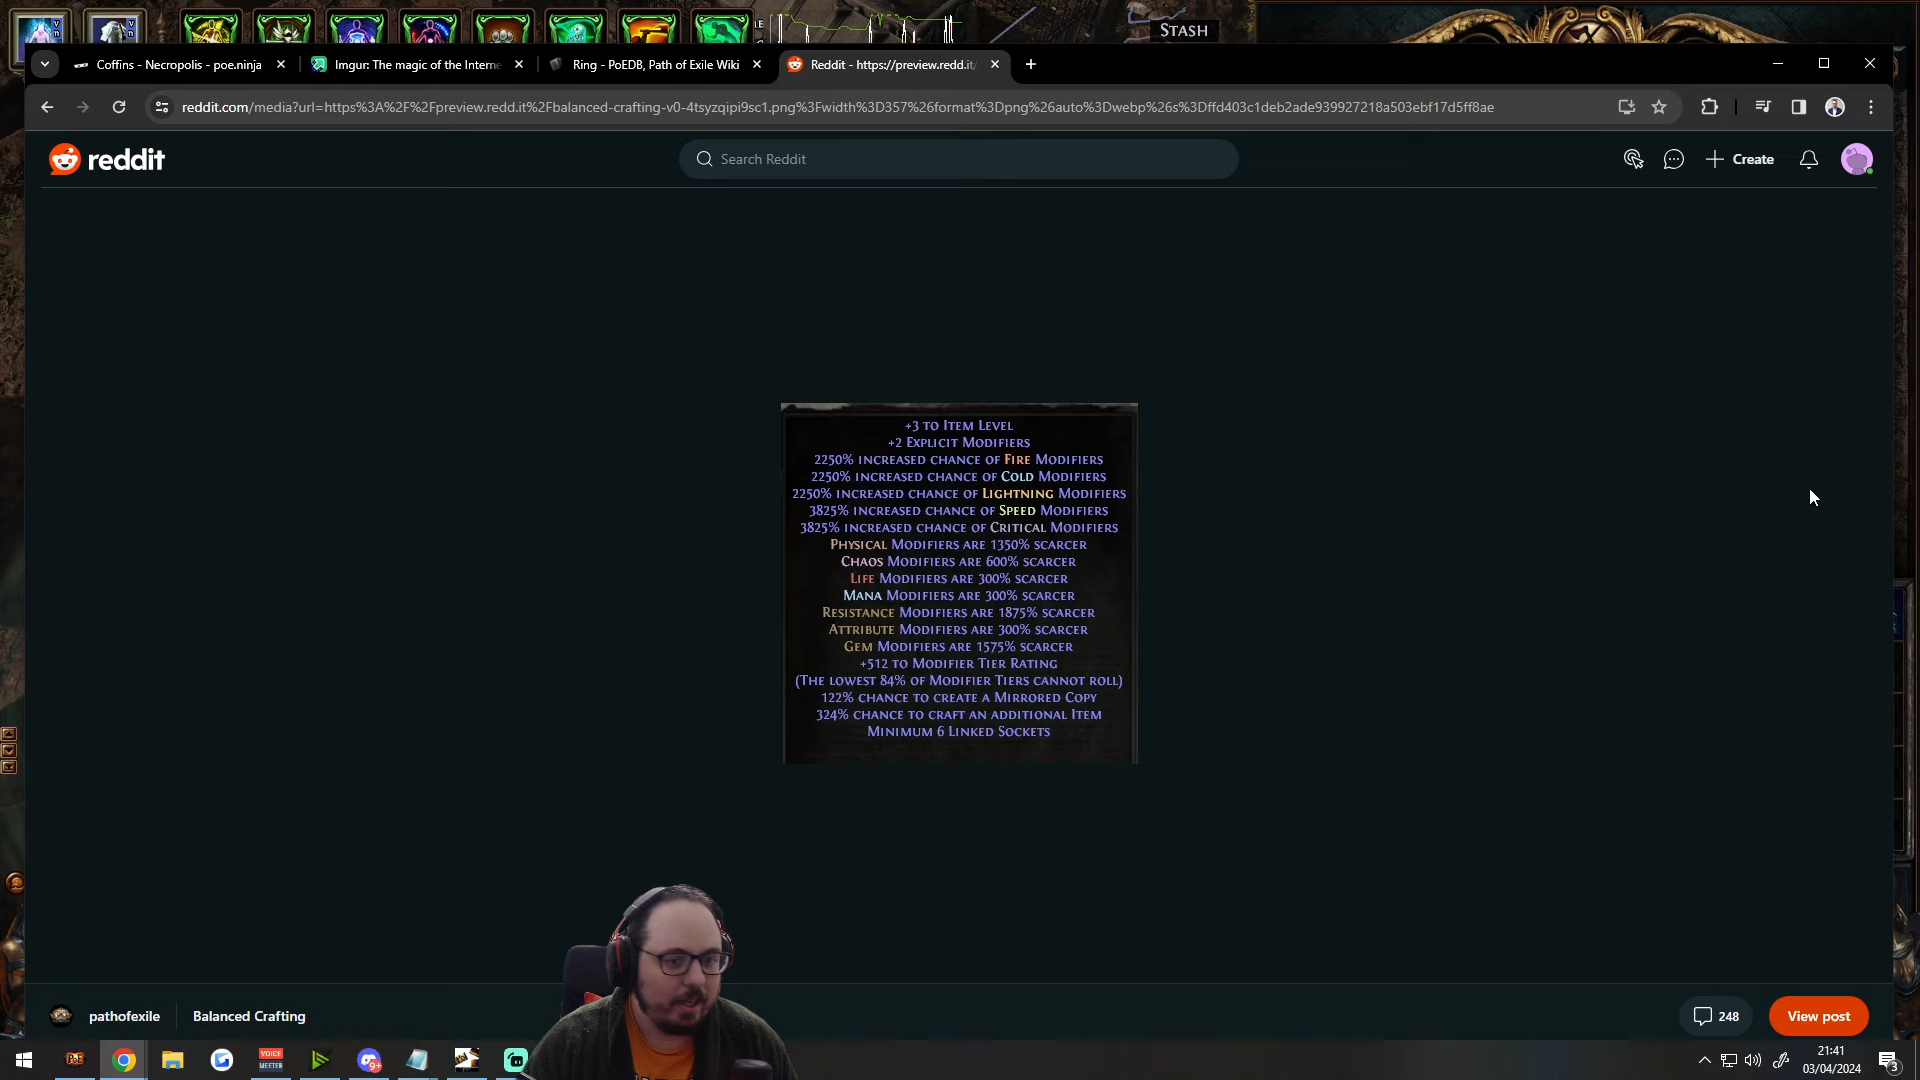 STASH
Coffins - Necropolis - poe.ninja
Imgur: The magic of the Interne
Ring - PoEDB, Path of Exile Wiki
Reddit - https://preview.redd.it/
reddit.com/media?url=https%3A%2F%2Fpreview.redd.it%2Fbalanced-crafting-v0-4tsyzqipi9sc1.png%3Fwidth%3D357%26format%3Dpng%26auto%3Dwebp%26s%3Dffd403c1deb2ade939927218a503ebf17d5ff8ae
reddit
Search Reddit
Create
+3 TO ITEM LEVEL
+2 EXPLICIT MODIFIERS
2250% INCREASED CHANCE OF FIRE MODIFIERS
2250% INCREASED CHANCE OF COLD MODIFIERS
2250% INCREASED CHANCE OF LIGHTNING MODIFIERS
3825% INCREASED CHANCE OF SPEED MODIFIERS
3825% INCREASED CHANCE OF CRITICAL MODIFIERS
PHYSICAL MODIFIERS ARE 1350% SCARCER
CHAOS MODIFIERS ARE 600% SCARCER
LIFE MODIFIERS ARE 300% SCARCER
MANA MODIFIERS ARE 300% SCARCER
RESISTANCE MODIFIERS ARE 1875% SCARCER
ATTRIBUTE MODIFIERS ARE 300% SCARCER
GEM MODIFIERS ARE 1575% SCARCER
+512 TO MODIFIER TIER RATING
(THE LOWEST 84% OF MODIFIER TIERS CANNOT ROLL)
122% CHANCE TO CREATE A MIRRORED COPY
324% CHANCE TO CRAFT AN ADDITIONAL ITEM
MINIMUM 6 LINKED SOCKETS
pathofexile
Balanced Crafting
248
View post
VOICE
MEETER
9+
21:41
03/04/2024
3